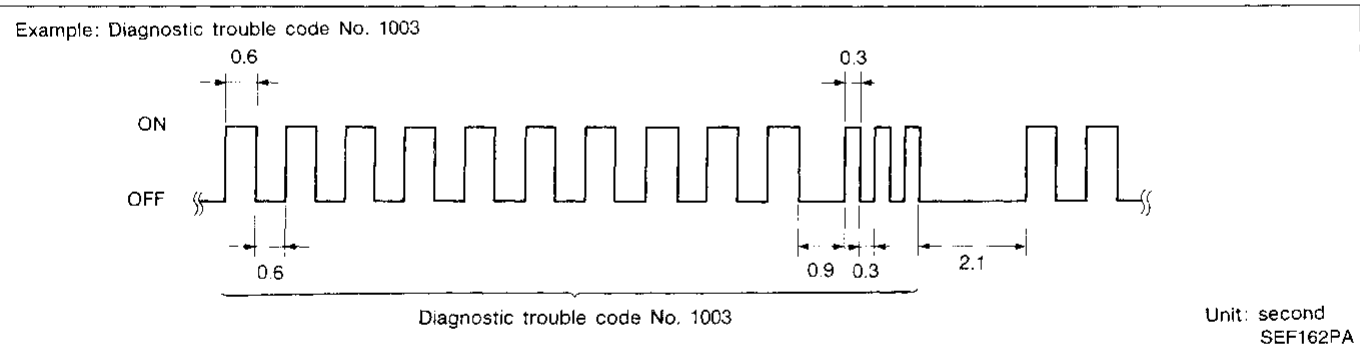 Example: Diagnostic trouble code No. 1003
0.6
0.3
ON
OFF
0.6
0.9
0.3
2.1
Diagnostic trouble code No. 1003
Unit: second
SEF162PA